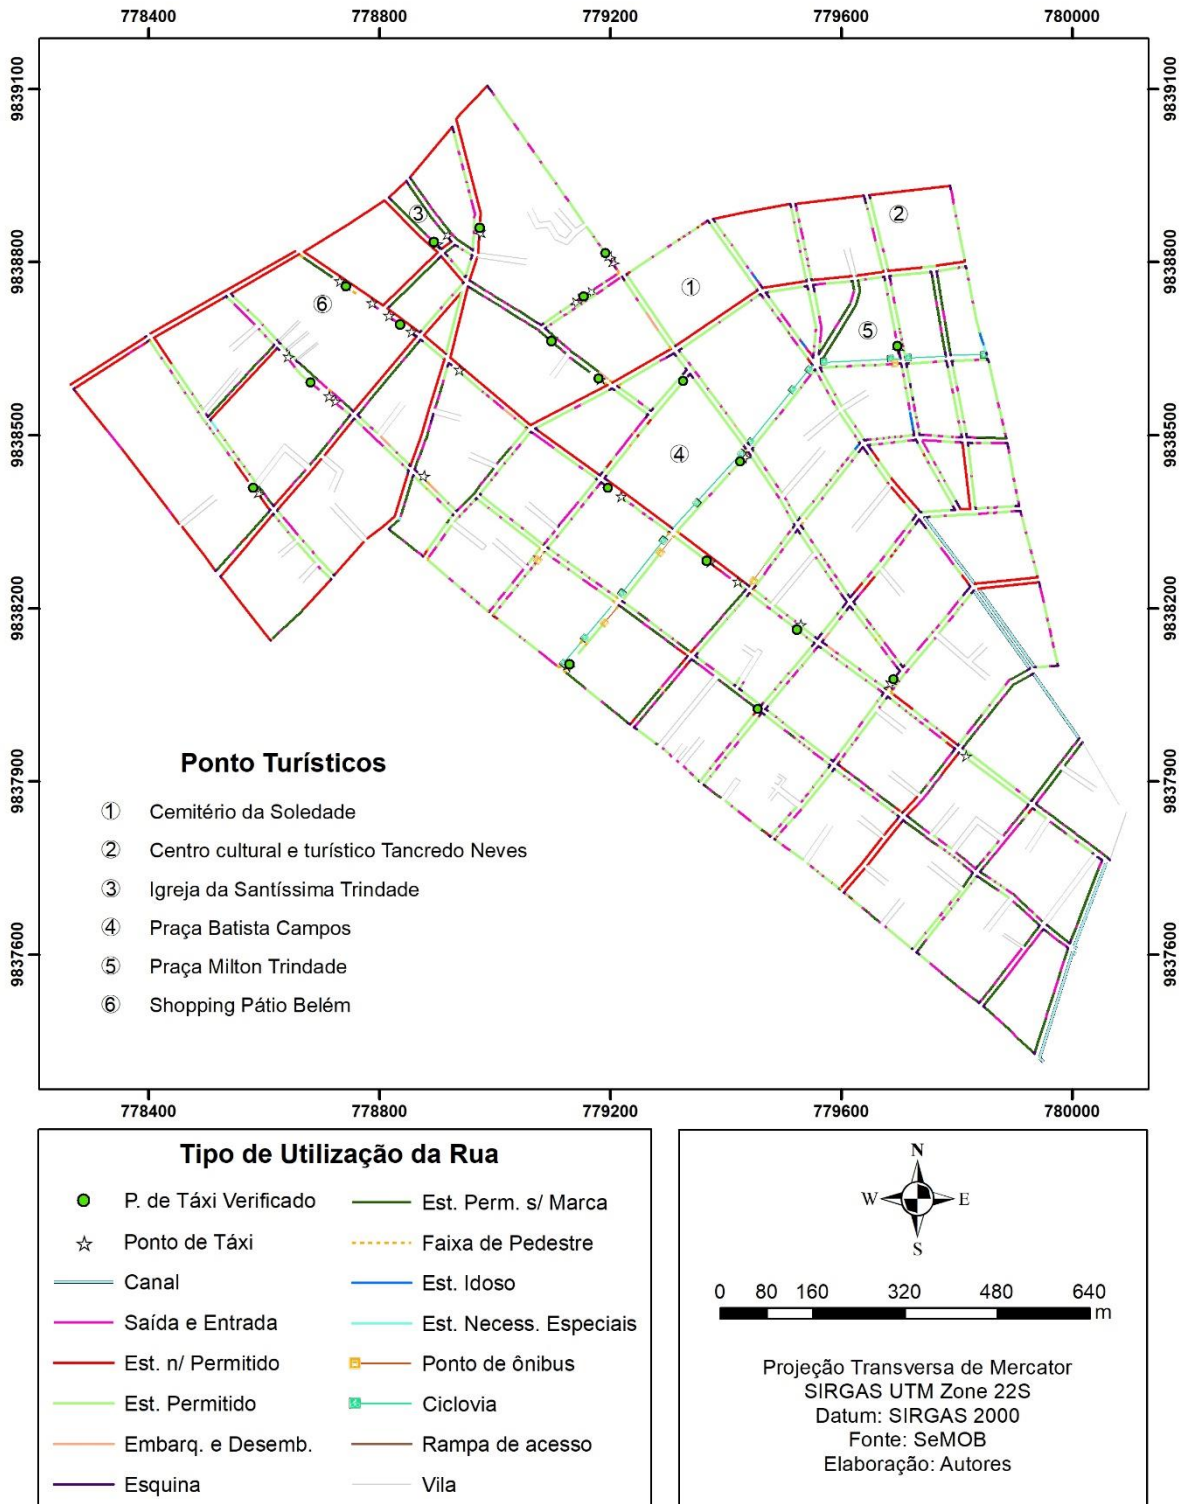 778400 778800 779200 779600 780000
9839100 9839100
9838800 9838800
9838500 9838500
9838200 9838200
9837900 9837900
9837600 9837600
3
2
1
6
5
4
Ponto Turísticos
1 Cemitério da Soledade
2 Centro cultural e turístico Tancredo Neves
3 Igreja da Santíssima Trindade
4 Praça Batista Campos
5 Praça Milton Trindade
6 Shopping Pátio Belém
778400 778800 779200 779600 780000
Tipo de Utilização da Rua
P. de Táxi Verificado
Ponto de Táxi
Canal
Saída e Entrada
Est. n/ Permitido
Est. Permitido
Embarq. e Desemb.
Esquina
Est. Perm. s/ Marca
Faixa de Pedestre
Est. Idoso
Est. Necess. Especiais
Ponto de ônibus
Ciclovia
Rampa de acesso
Vila
N
W E
S
0 80 160 320 480 640
m
Projeção Transversa de Mercator
SIRGAS UTM Zone 22S
Datum: SIRGAS 2000
Fonte: SeMOB
Elaboração: Autores